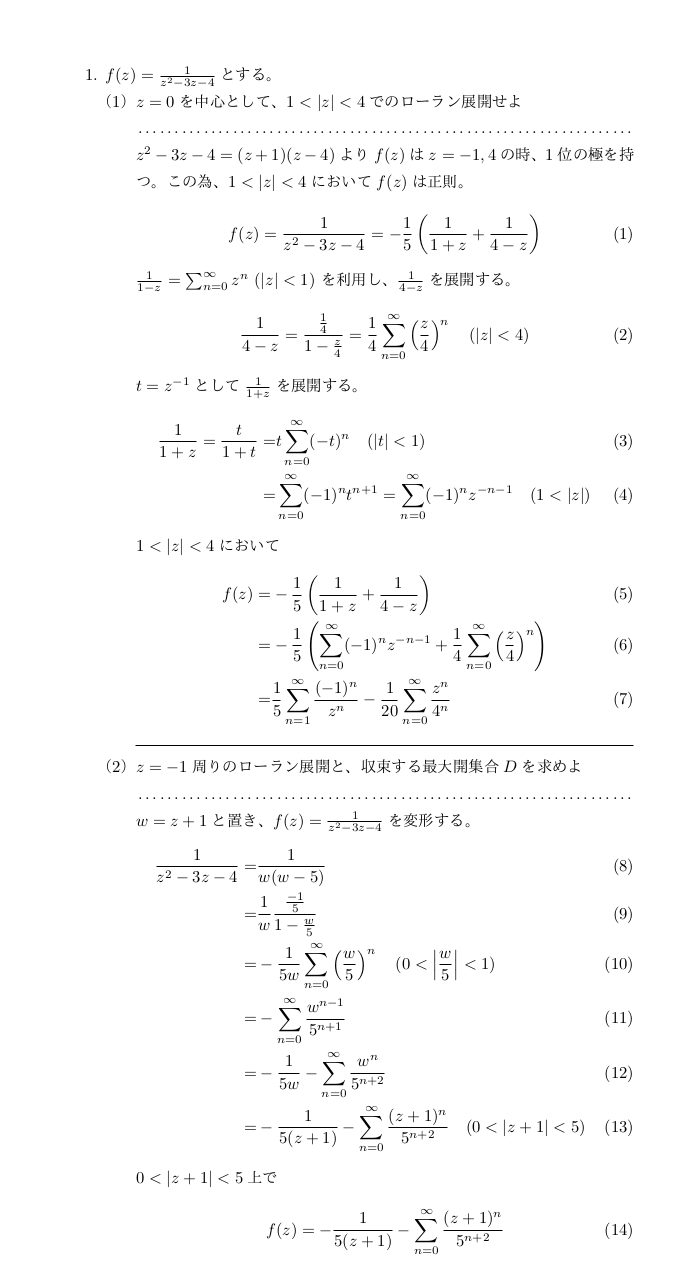 1. $f(z) = \frac{1}{z^2-3z-4}$ とする。
(1) $z = 0$ を中心として、$1 < |z| < 4$ でのローラン展開せよ
$z^2 - 3z - 4 = (z+1)(z-4)$ より $f(z)$ は $z = -1, 4$ の時、1 位の極を持
つ。この為、$1 < |z| < 4$ において $f(z)$ は正則。
$f(z) = \frac{1}{z^2-3z-4} = -\frac{1}{5}\left(\frac{1}{1+z} + \frac{1}{4-z}\right)$ (1)
$\frac{1}{1-z} = \sum_{n=0}^{\infty} z^n \ (|z| < 1)$ を利用し、$\frac{1}{4-z}$ を展開する。
$\frac{1}{4-z} = \frac{\frac{1}{4}}{1-\frac{z}{4}} = \frac{1}{4}\sum_{n=0}^{\infty}\left(\frac{z}{4}\right)^n \quad (|z| < 4)$ (2)
$t = z^{-1}$ として $\frac{1}{1+z}$ を展開する。
$\frac{1}{1+z} = \frac{t}{1+t} = t\sum_{n=0}^{\infty}(-t)^n \quad (|t| < 1)$ (3)
$= \sum_{n=0}^{\infty}(-1)^n t^{n+1} = \sum_{n=0}^{\infty}(-1)^n z^{-n-1} \quad (1 < |z|)$ (4)
$1 < |z| < 4$ において
$f(z) = -\frac{1}{5}\left(\frac{1}{1+z} + \frac{1}{4-z}\right)$ (5)
$= -\frac{1}{5}\left(\sum_{n=0}^{\infty}(-1)^n z^{-n-1} + \frac{1}{4}\sum_{n=0}^{\infty}\left(\frac{z}{4}\right)^n\right)$ (6)
$= \frac{1}{5}\sum_{n=1}^{\infty}\frac{(-1)^n}{z^n} - \frac{1}{20}\sum_{n=0}^{\infty}\frac{z^n}{4^n}$ (7)
(2) $z = -1$ 周りのローラン展開と、収束する最大開集合 $D$ を求めよ
$w = z + 1$ と置き、$f(z) = \frac{1}{z^2-3z-4}$ を変形する。
$\frac{1}{z^2-3z-4} = \frac{1}{w(w-5)}$ (8)
$= \frac{1}{w}\frac{\frac{-1}{5}}{1-\frac{w}{5}}$ (9)
$= -\frac{1}{5w}\sum_{n=0}^{\infty}\left(\frac{w}{5}\right)^n \quad (0 < \left|\frac{w}{5}\right| < 1)$ (10)
$= -\sum_{n=0}^{\infty}\frac{w^{n-1}}{5^{n+1}}$ (11)
$= -\frac{1}{5w} - \sum_{n=0}^{\infty}\frac{w^n}{5^{n+2}}$ (12)
$= -\frac{1}{5(z+1)} - \sum_{n=0}^{\infty}\frac{(z+1)^n}{5^{n+2}} \quad (0 < |z+1| < 5)$ (13)
$0 < |z+1| < 5$ 上で
$f(z) = -\frac{1}{5(z+1)} - \sum_{n=0}^{\infty}\frac{(z+1)^n}{5^{n+2}}$ (14)